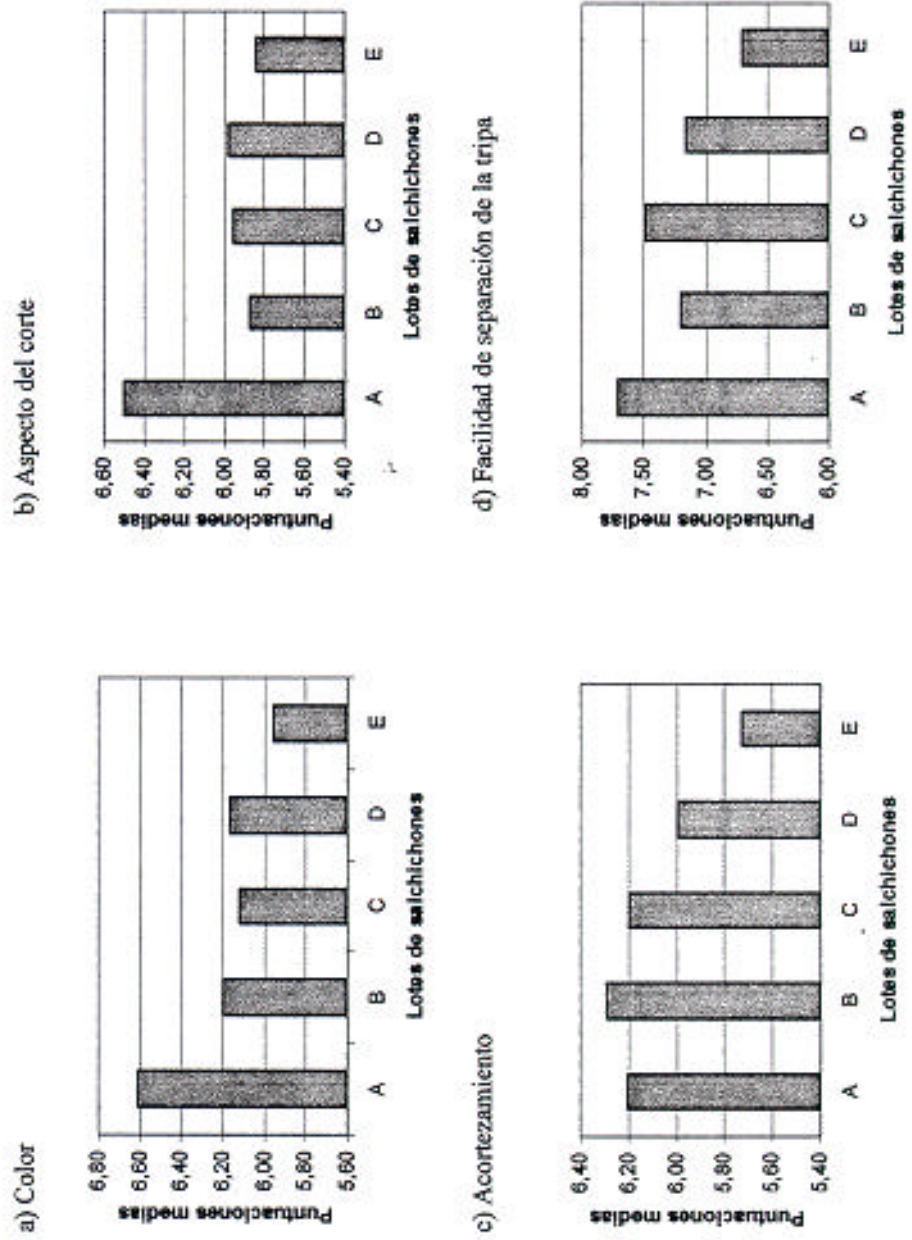 a) Color
Puntuaciones medias
6,80
6,60
6,40
6,20
6,00
5,80
5,60
A B C D E
Lotes de salchichones
b) Aspecto del corte
Puntuaciones medias
6,60
6,40
6,20
6,00
5,80
5,60
5,40
A B C D E
Lotes de salchichones
c) Acortezamiento
Puntuaciones medias
6,40
6,20
6,00
5,80
5,60
5,40
A B C D E
Lotes de salchichones
d) Facilidad de separación de la tripa
Puntuaciones medias
8,00
7,50
7,00
6,50
6,00
A B C D E
Lotes de salchichones